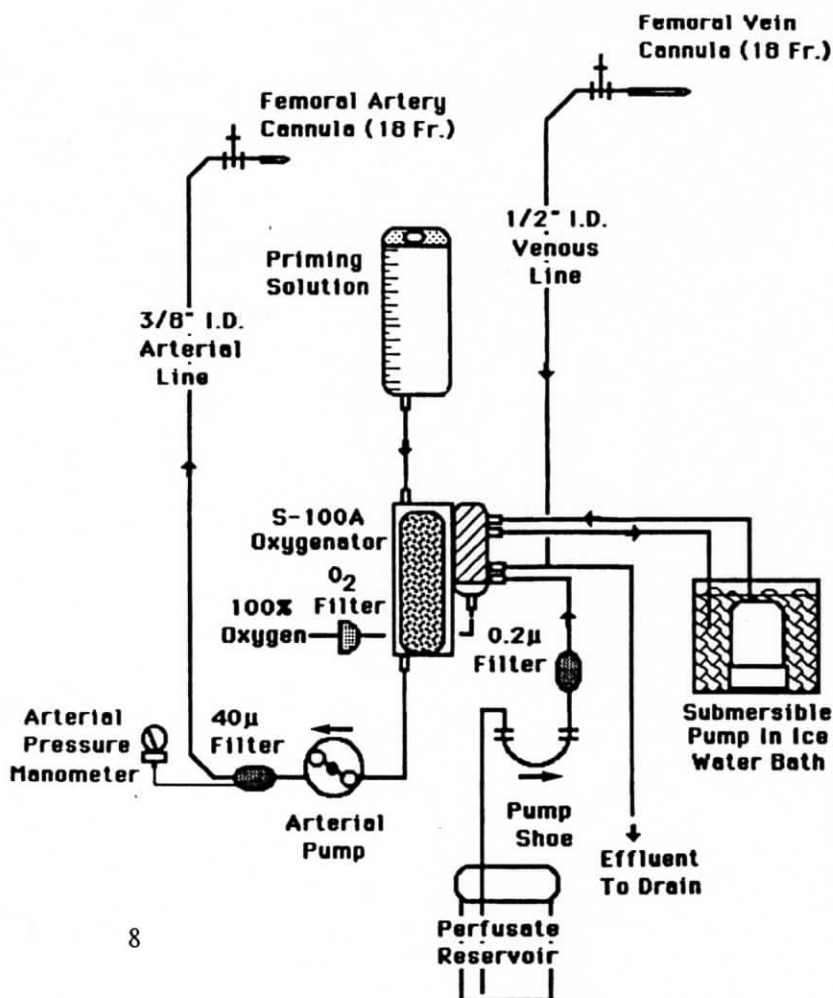 Femoral Vein
Cannula (18 Fr.)
Femoral Artery
Cannula (18 Fr.)
1/2" I.D.
Venous
Line
Priming
Solution
3/8" I.D.
Arterial
Line
S-100A
Oxygenator
O2
Filter
100%
Oxygen
0.2μ
Filter
Arterial
Pressure
Manometer
40μ
Filter
Submersible
Pump in Ice
Water Bath
Arterial
Pump
Pump
Shoe
Effluent
To Drain
Perfusate
Reservoir
8